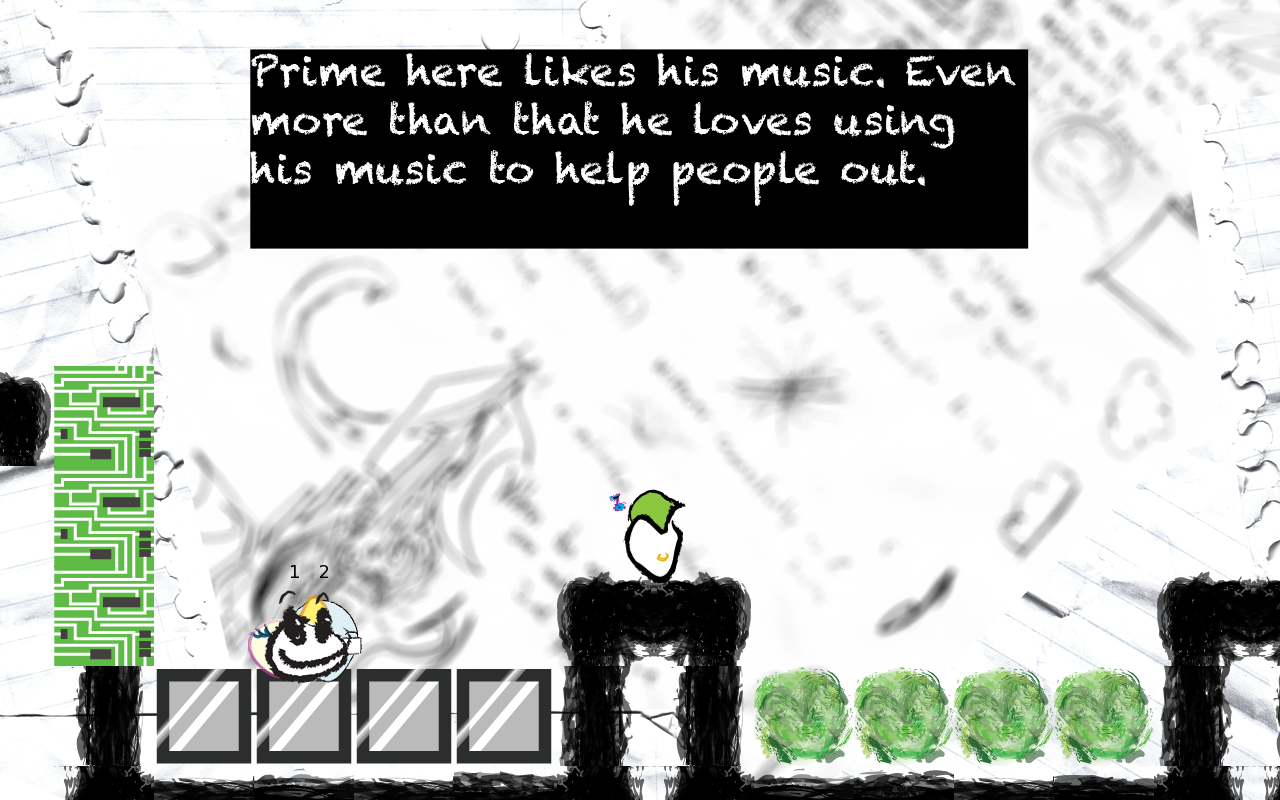 Prime here likes his music. Even
more than that he loves using
his music to help people out.
1 2